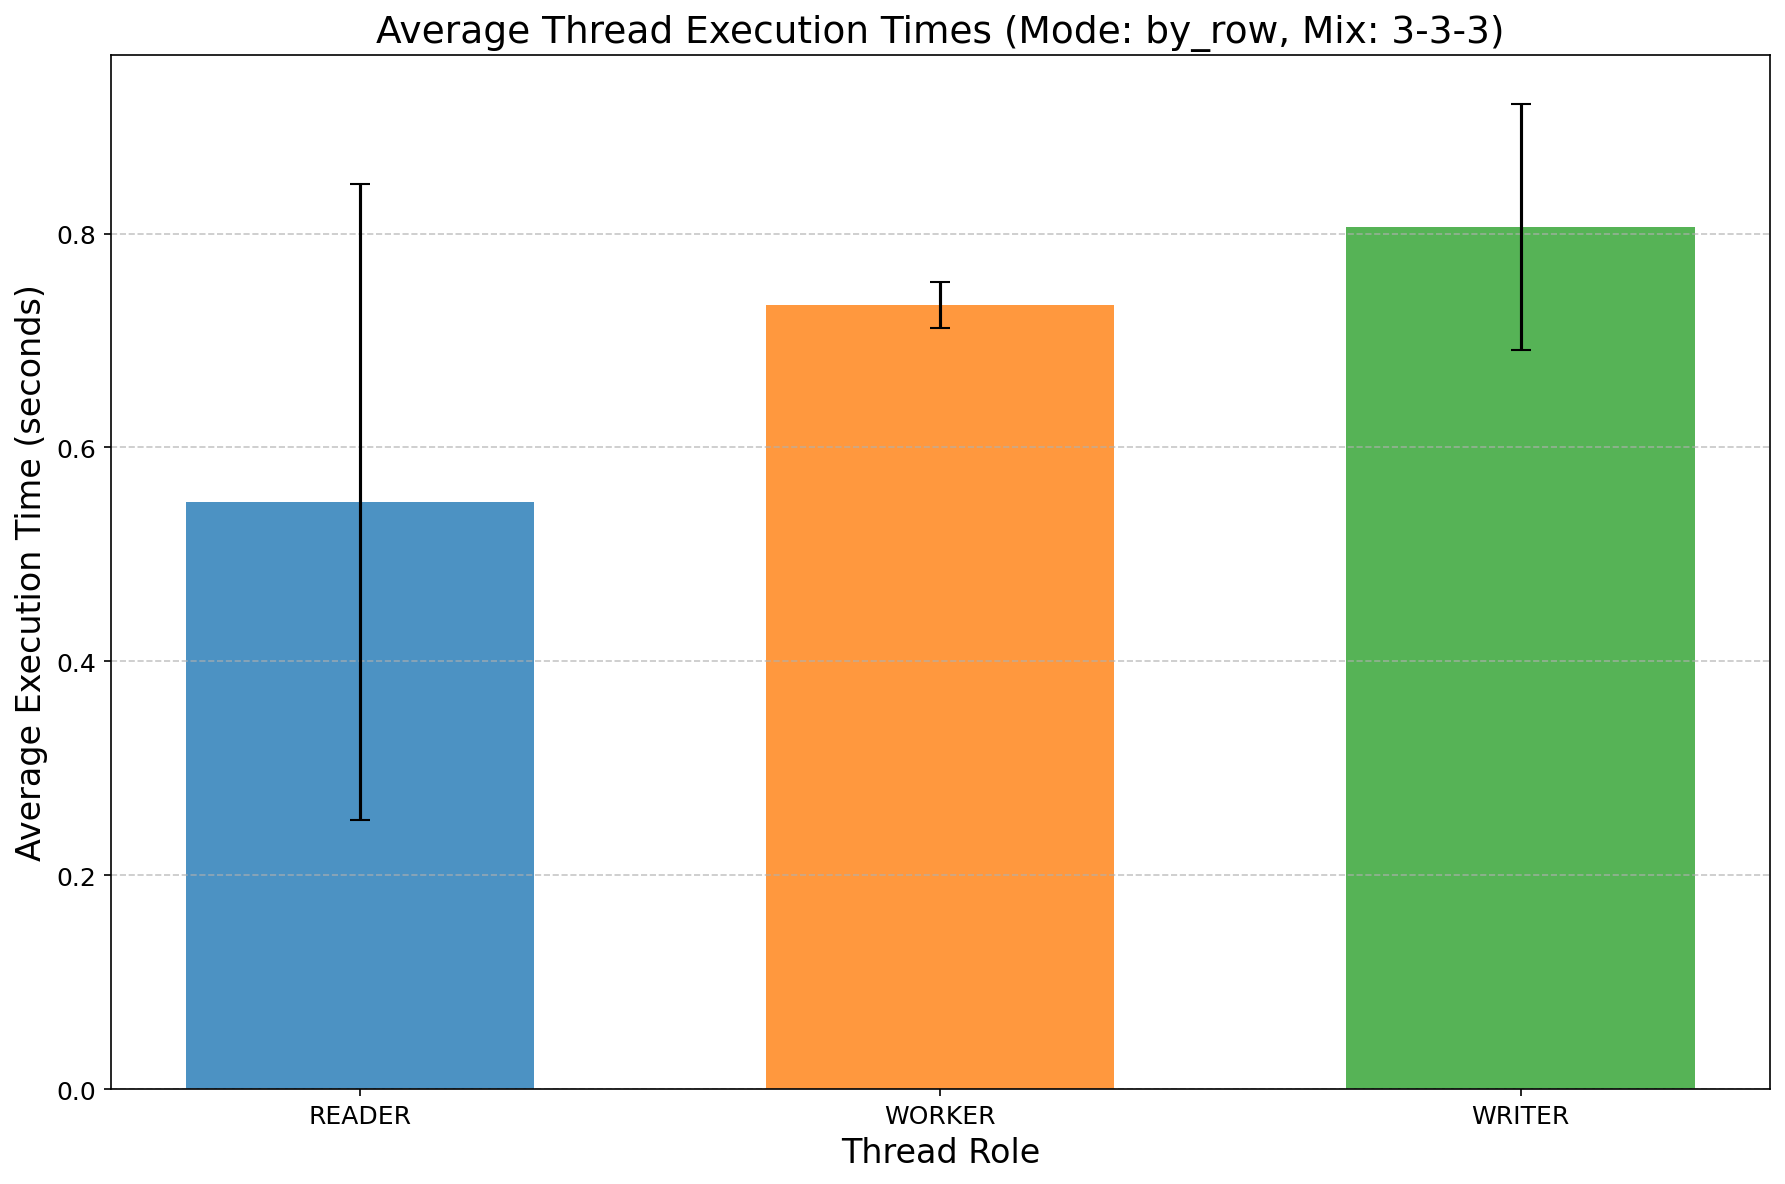 Average Thread Execution Times (Mode: by_row, Mix: 3-3-3)
Average Execution Time (seconds)
0.8
0.6
0.4
0.2
0.0
READER
WORKER
WRITER
Thread Role